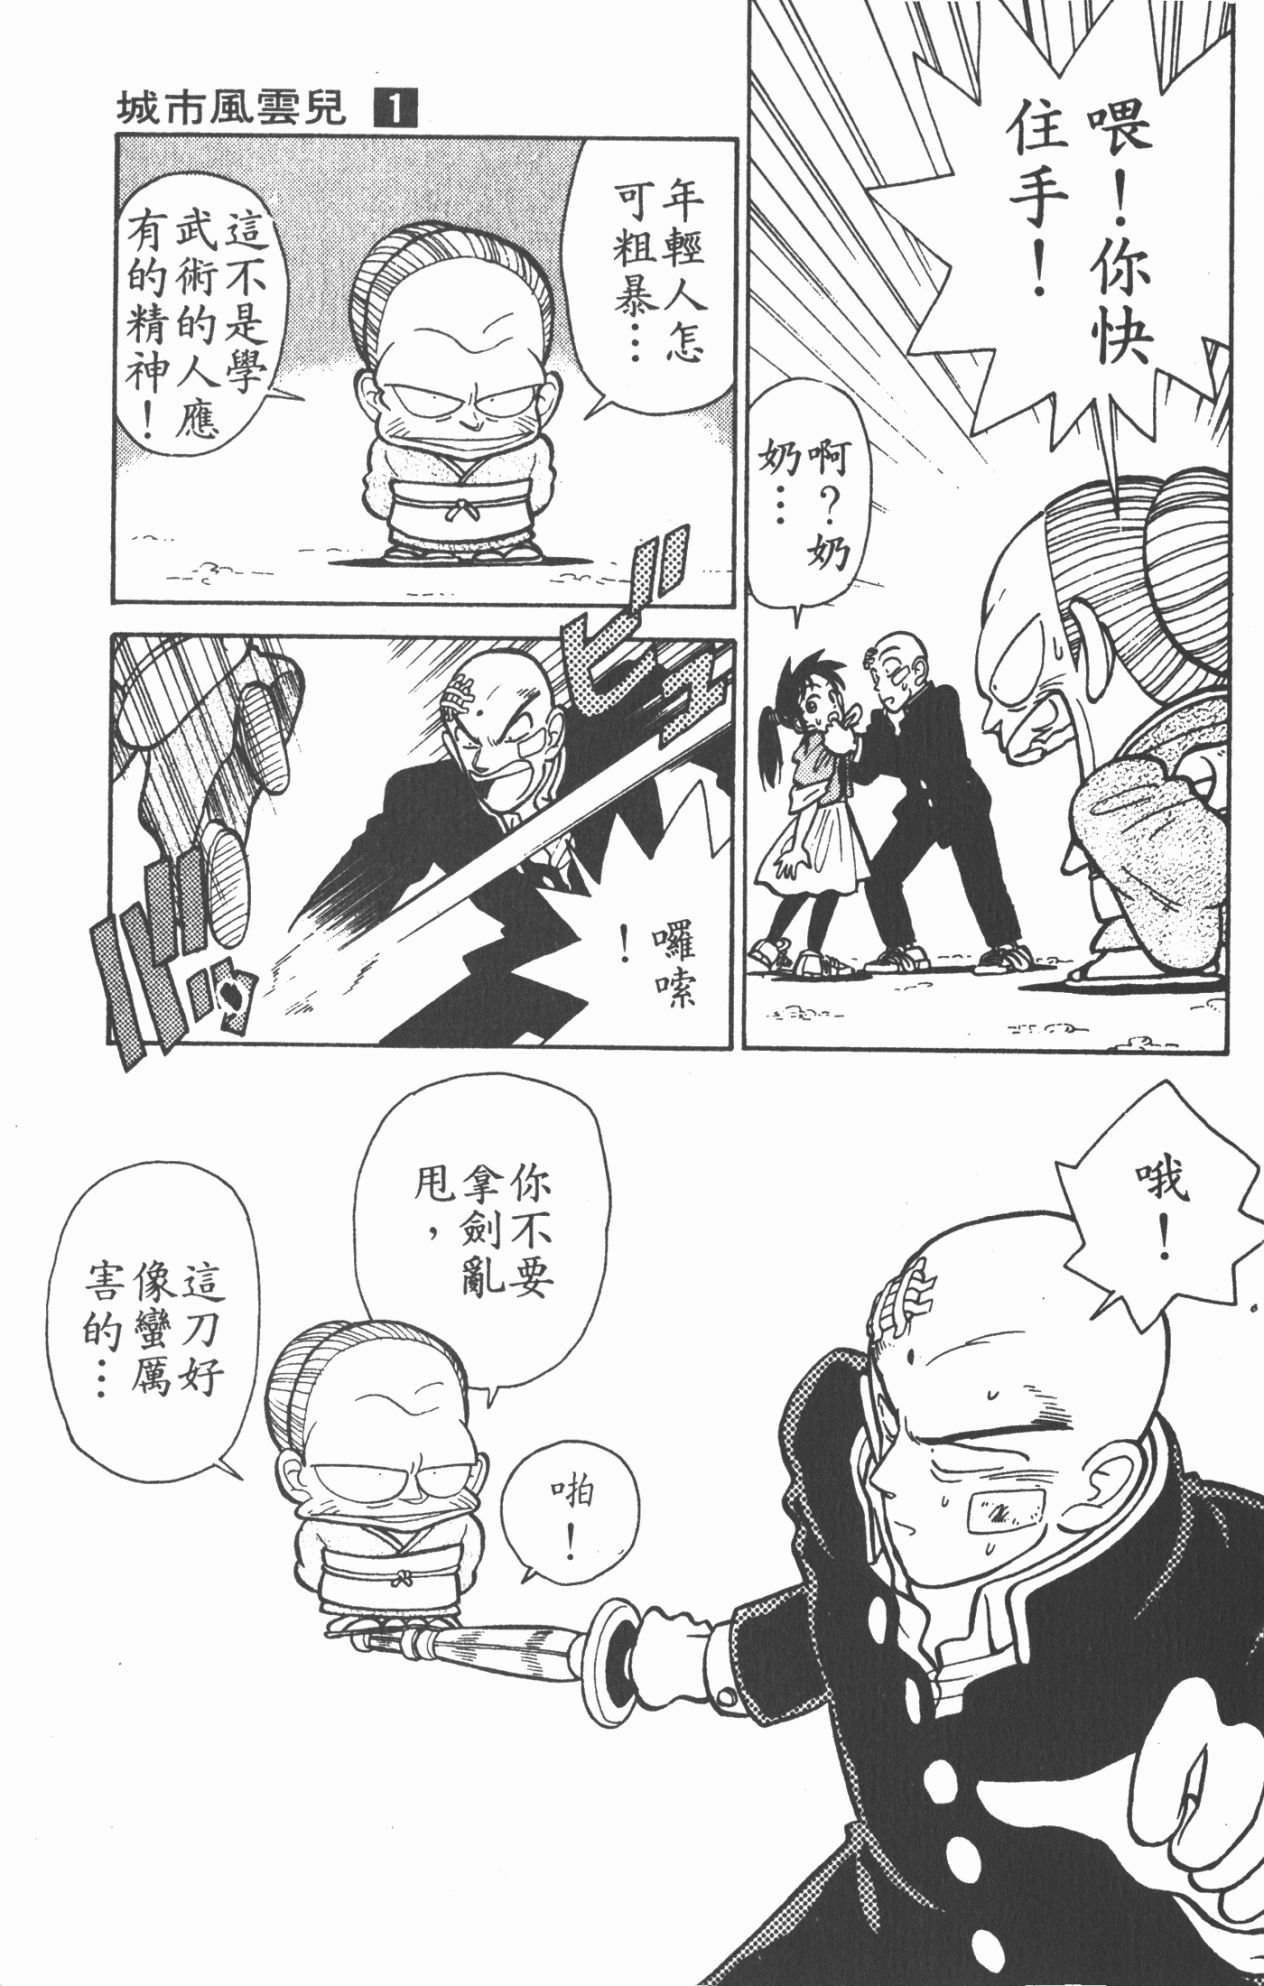 城市風雲兒 1
喂！你快
住手！
啊？奶
奶…
年輕人怎
可粗暴…
這不是學
武術的人應
有的精神！
ビュ
囉嗦
！
哦！
你不要
拿劍亂
甩，
啪！
這刀好
像蠻厲
害的…